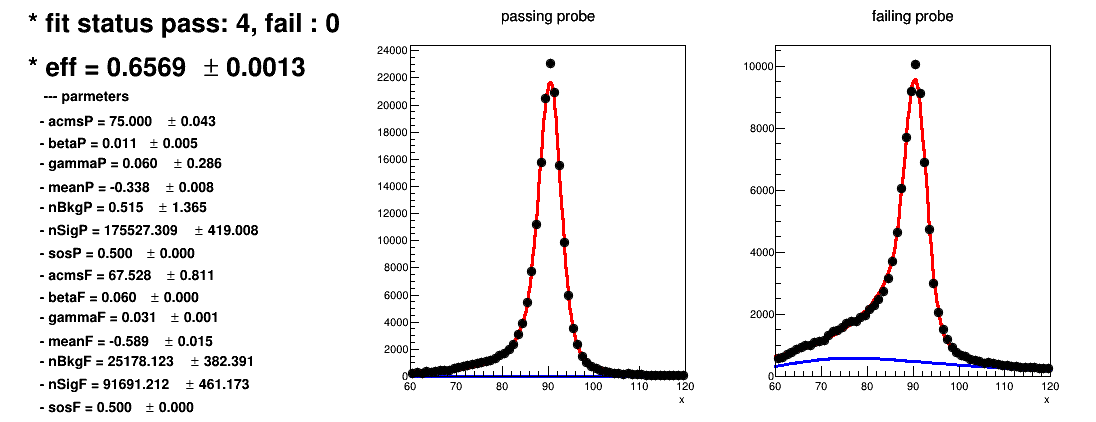 * fit status pass: 4, fail : 0
* eff = 0.6569 ± 0.0013
--- parmeters
- acmsP = 75.000 ± 0.043
- betaP = 0.011 ± 0.005
- gammaP = 0.060 ± 0.286
- meanP = -0.338 ± 0.008
- nBkgP = 0.515 ± 1.365
- nSigP = 175527.309 ± 419.008
- sosP = 0.500 ± 0.000
- acmsF = 67.528 ± 0.811
- betaF = 0.060 ± 0.000
- gammaF = 0.031 ± 0.001
- meanF = -0.589 ± 0.015
- nBkgF = 25178.123 ± 382.391
- nSigF = 91691.212 ± 461.173
- sosF = 0.500 ± 0.000
passing probe
24000
22000
20000
18000
16000
14000
12000
10000
8000
6000
4000
2000
0
60 70 80 90 100 110 120
x
failing probe
10000
8000
6000
4000
2000
0
60 70 80 90 100 110 120
x